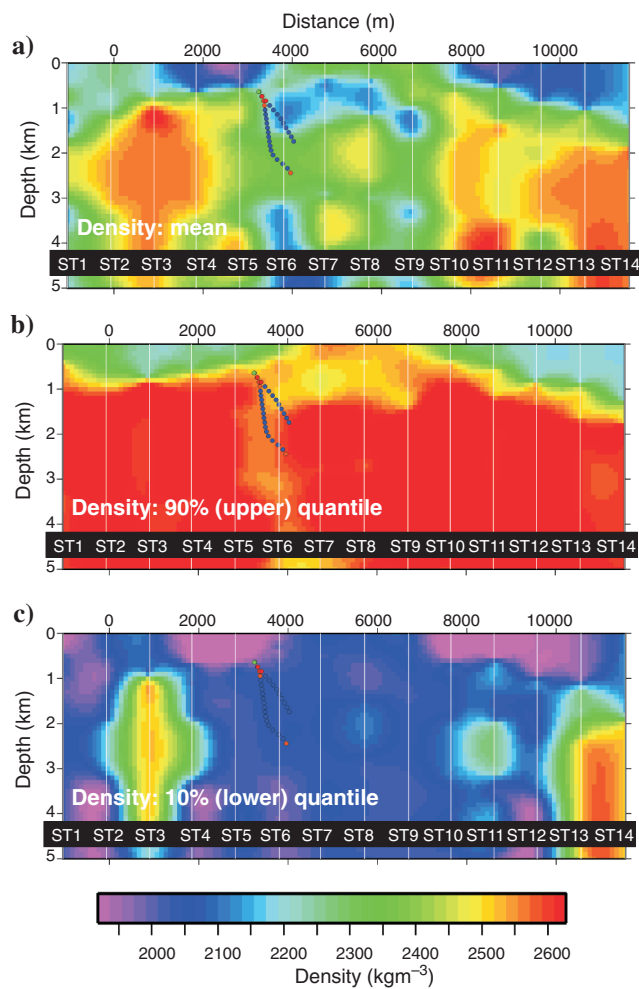 Distance (m)
a)
0 2000 4000 6000 8000 10000
0
1
2
3
4
5
Depth (km)
Density: mean
ST1 ST2 ST3 ST4 ST5 ST6 ST7 ST8 ST9 ST10 ST11 ST12 ST13 ST14
b)
0 2000 4000 6000 8000 10000
0
1
2
3
4
5
Depth (km)
Density: 90% (upper) quantile
ST1 ST2 ST3 ST4 ST5 ST6 ST7 ST8 ST9 ST10 ST11 ST12 ST13 ST14
c)
0 2000 4000 6000 8000 10000
0
1
2
3
4
5
Depth (km)
Density: 10% (lower) quantile
ST1 ST2 ST3 ST4 ST5 ST6 ST7 ST8 ST9 ST10 ST11 ST12 ST13 ST14
2000 2100 2200 2300 2400 2500 2600
Density (kgm⁻³)